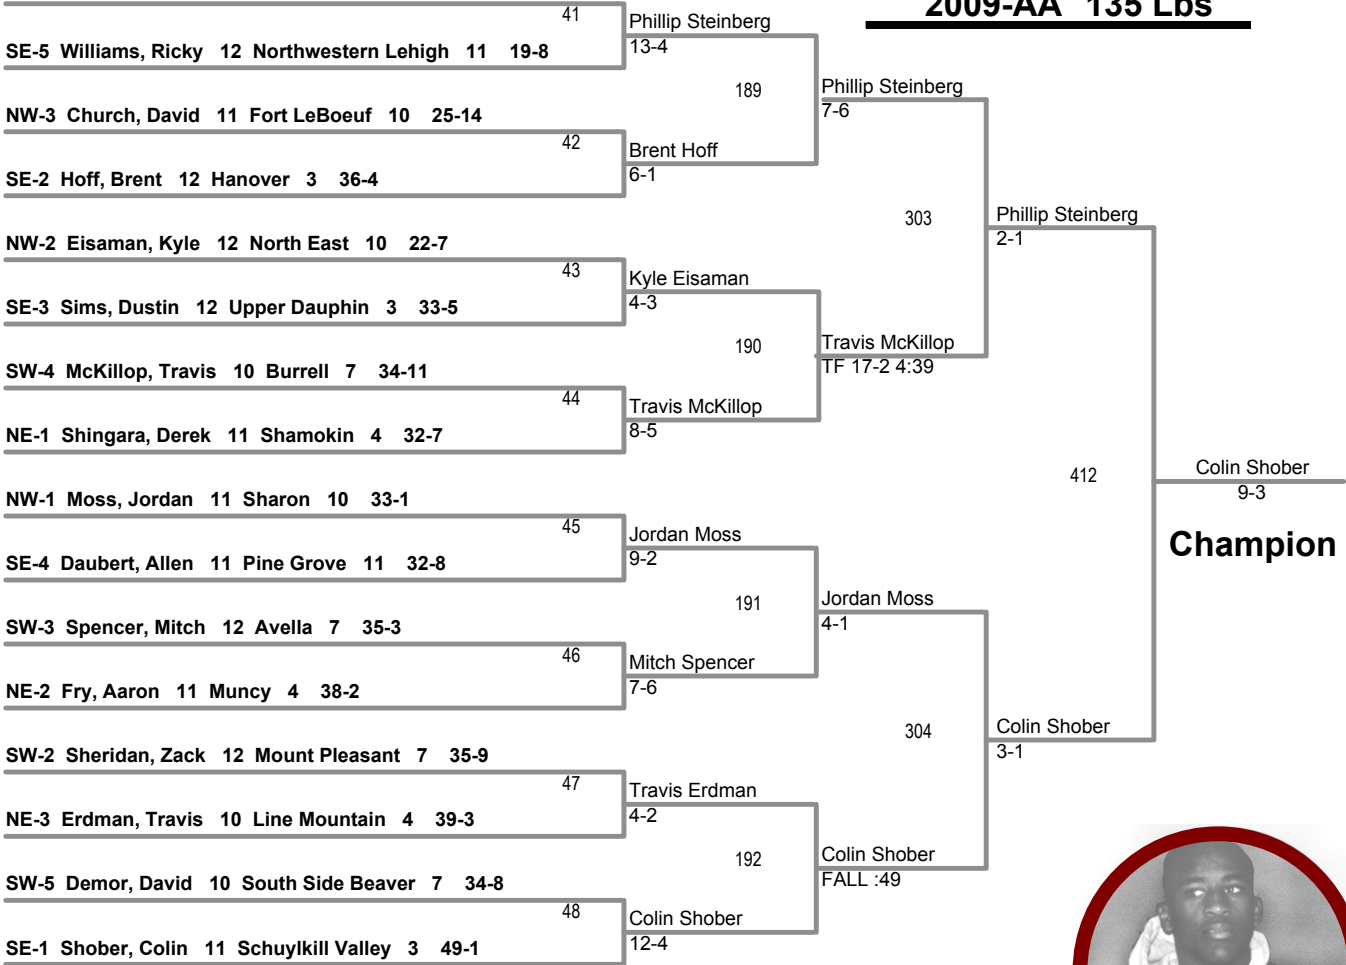 2009-AA 135 Lbs
41
Phillip Steinberg
13-4
SE-5 Williams, Ricky 12 Northwestern Lehigh 11 19-8
189
Phillip Steinberg
7-6
NW-3 Church, David 11 Fort LeBoeuf 10 25-14
42
Brent Hoff
6-1
SE-2 Hoff, Brent 12 Hanover 3 36-4
303
Phillip Steinberg
2-1
NW-2 Eisaman, Kyle 12 North East 10 22-7
43
Kyle Eisaman
4-3
SE-3 Sims, Dustin 12 Upper Dauphin 3 33-5
190
Travis McKillop
TF 17-2 4:39
SW-4 McKillop, Travis 10 Burrell 7 34-11
44
Travis McKillop
8-5
NE-1 Shingara, Derek 11 Shamokin 4 32-7
412
Colin Shober
9-3
Champion
NW-1 Moss, Jordan 11 Sharon 10 33-1
45
Jordan Moss
9-2
SE-4 Daubert, Allen 11 Pine Grove 11 32-8
191
Jordan Moss
4-1
SW-3 Spencer, Mitch 12 Avella 7 35-3
46
Mitch Spencer
7-6
NE-2 Fry, Aaron 11 Muncy 4 38-2
304
Colin Shober
3-1
SW-2 Sheridan, Zack 12 Mount Pleasant 7 35-9
47
Travis Erdman
4-2
NE-3 Erdman, Travis 10 Line Mountain 4 39-3
192
Colin Shober
FALL :49
SW-5 Demor, David 10 South Side Beaver 7 34-8
48
Colin Shober
12-4
SE-1 Shober, Colin 11 Schuylkill Valley 3 49-1